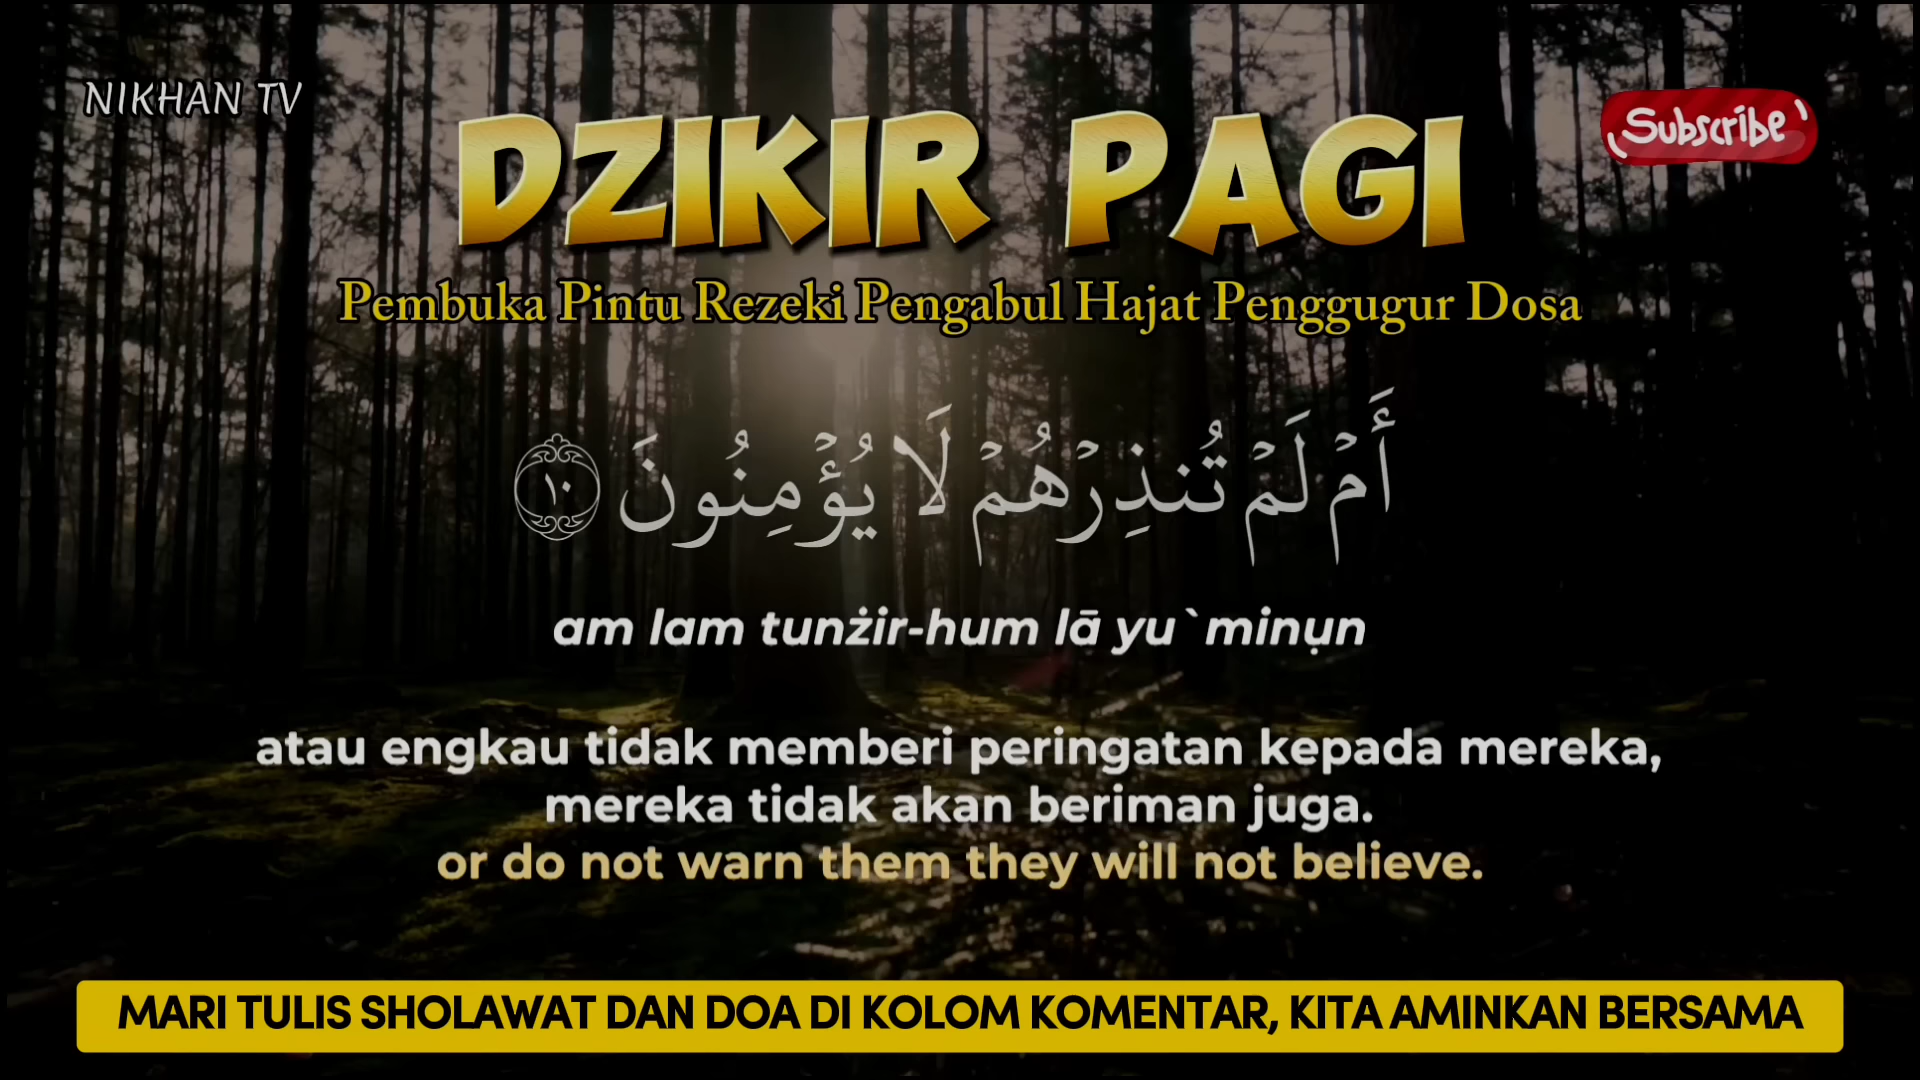 NIKHAN TV
Subscribe
DZIKIR PAGI
Pembuka Pintu Rezeki Pengabul Hajat Penggugur Dosa
أَمْ لَمْ تُنذِرْهُمْ لَا يُؤْمِنُونَ ١٠
am lam tunżir-hum lā yu`minụn
atau engkau tidak memberi peringatan kepada mereka,
mereka tidak akan beriman juga.
or do not warn them they will not believe.
MARI TULIS SHOLAWAT DAN DOA DI KOLOM KOMENTAR, KITA AMINKAN BERSAMA